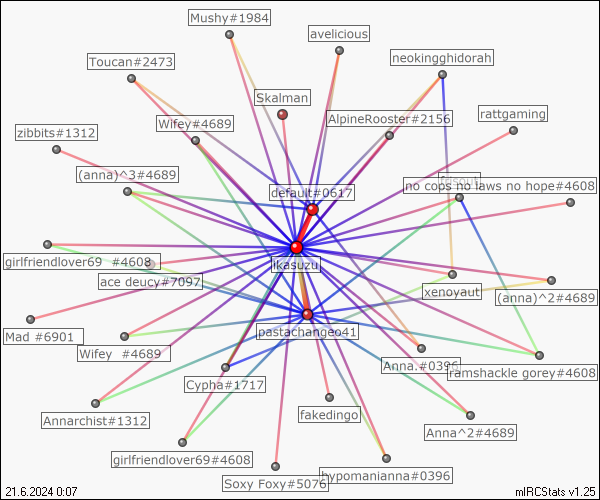 Mushy#1984
avelicious
neokingghidorah
Toucan#2473
Skalman
rattgaming
AlpineRooster#2156
Wifey#4689
zibbits#1312
(anna)^3#4689
no cops no laws no hope#4608
default#0617
girlfriendlover69 #4608
ikasuzu
ace deucy#7097
xenoyaut
(anna)^2#4689
Mad #6901
pastachange041
Wifey #4689
Anna.#0396
ramshackle gorey#4608
Cypha#1717
Annarchist#1312
fakedingo
Anna^2#4689
girlfriendlover69#4608
hypomanianna#0396
Soxy Foxy#5076
21.6.2024 0:07
mIRCStats v1.25